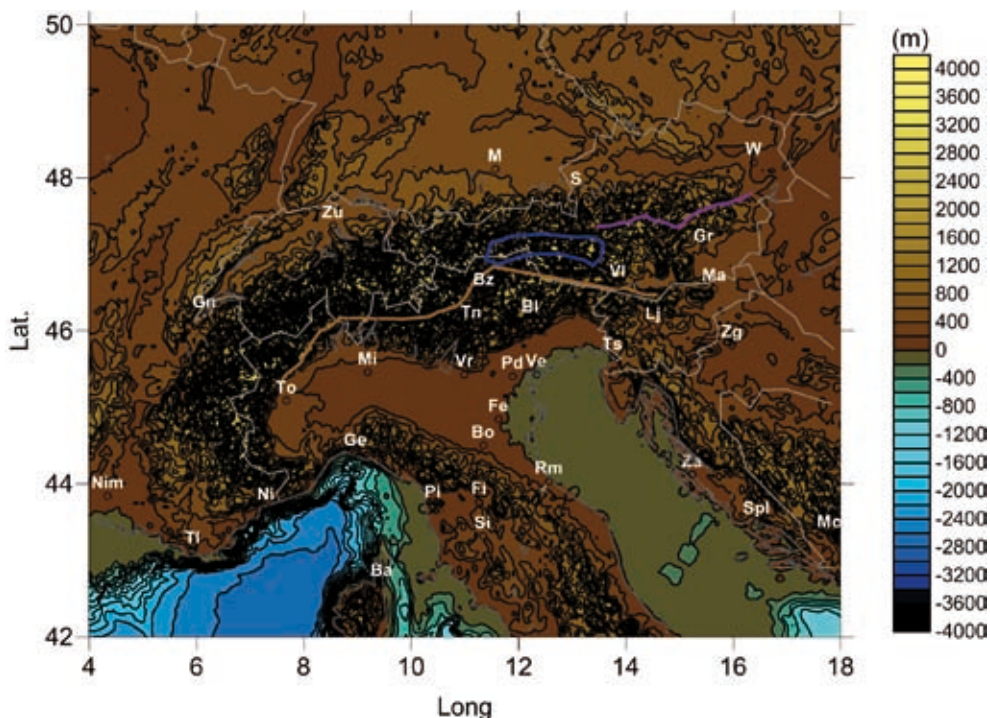 50
48
46
44
42
Lat.
4
6
8
10
12
14
16
18
Long
M
W
S
Zu
Gr
Gn
Bz
Vl
Ma
Tn
Bl
Lj
Zg
Ts
Mi
Vr
Pd
Ve
To
Fe
Bo
Ge
Rm
Za
Nim
Ni
Pi
Fi
Spl
Mo
Si
Tl
Ba
(m)
4000
3600
3200
2800
2400
2000
1600
1200
800
400
0
-400
-800
-1200
-1600
-2000
-2400
-2800
-3200
-3600
-4000